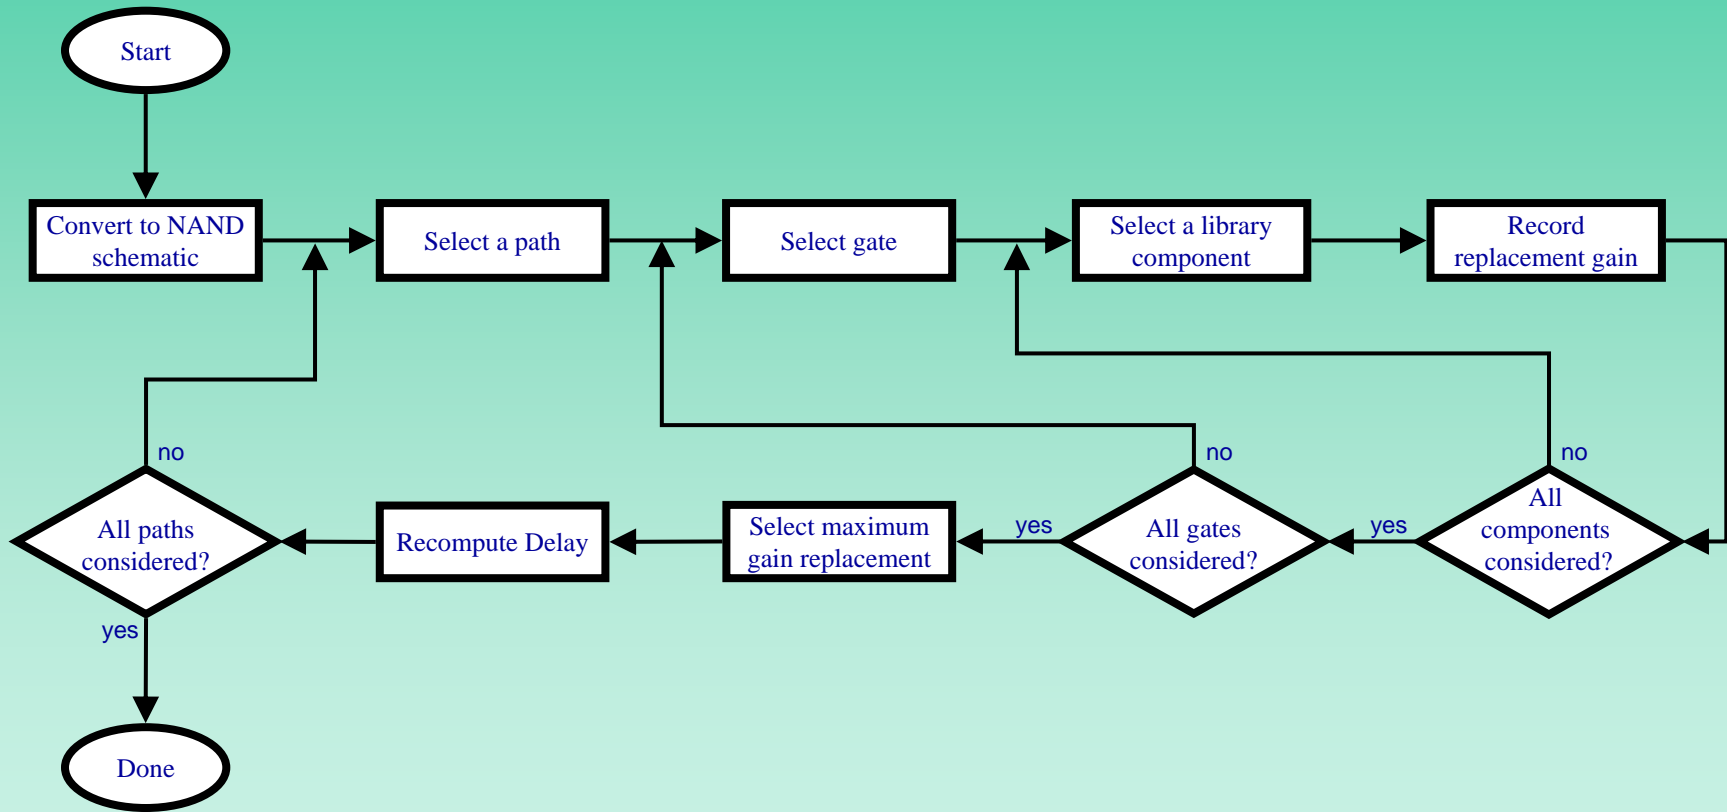 Start
Convert to NAND
schematic
Select a path
Select gate
Select a library
component
Record
replacement gain
no
no
no
All paths
considered?
Recompute Delay
Select maximum
gain replacement
yes
All gates
considered?
yes
All
components
considered?
yes
Done